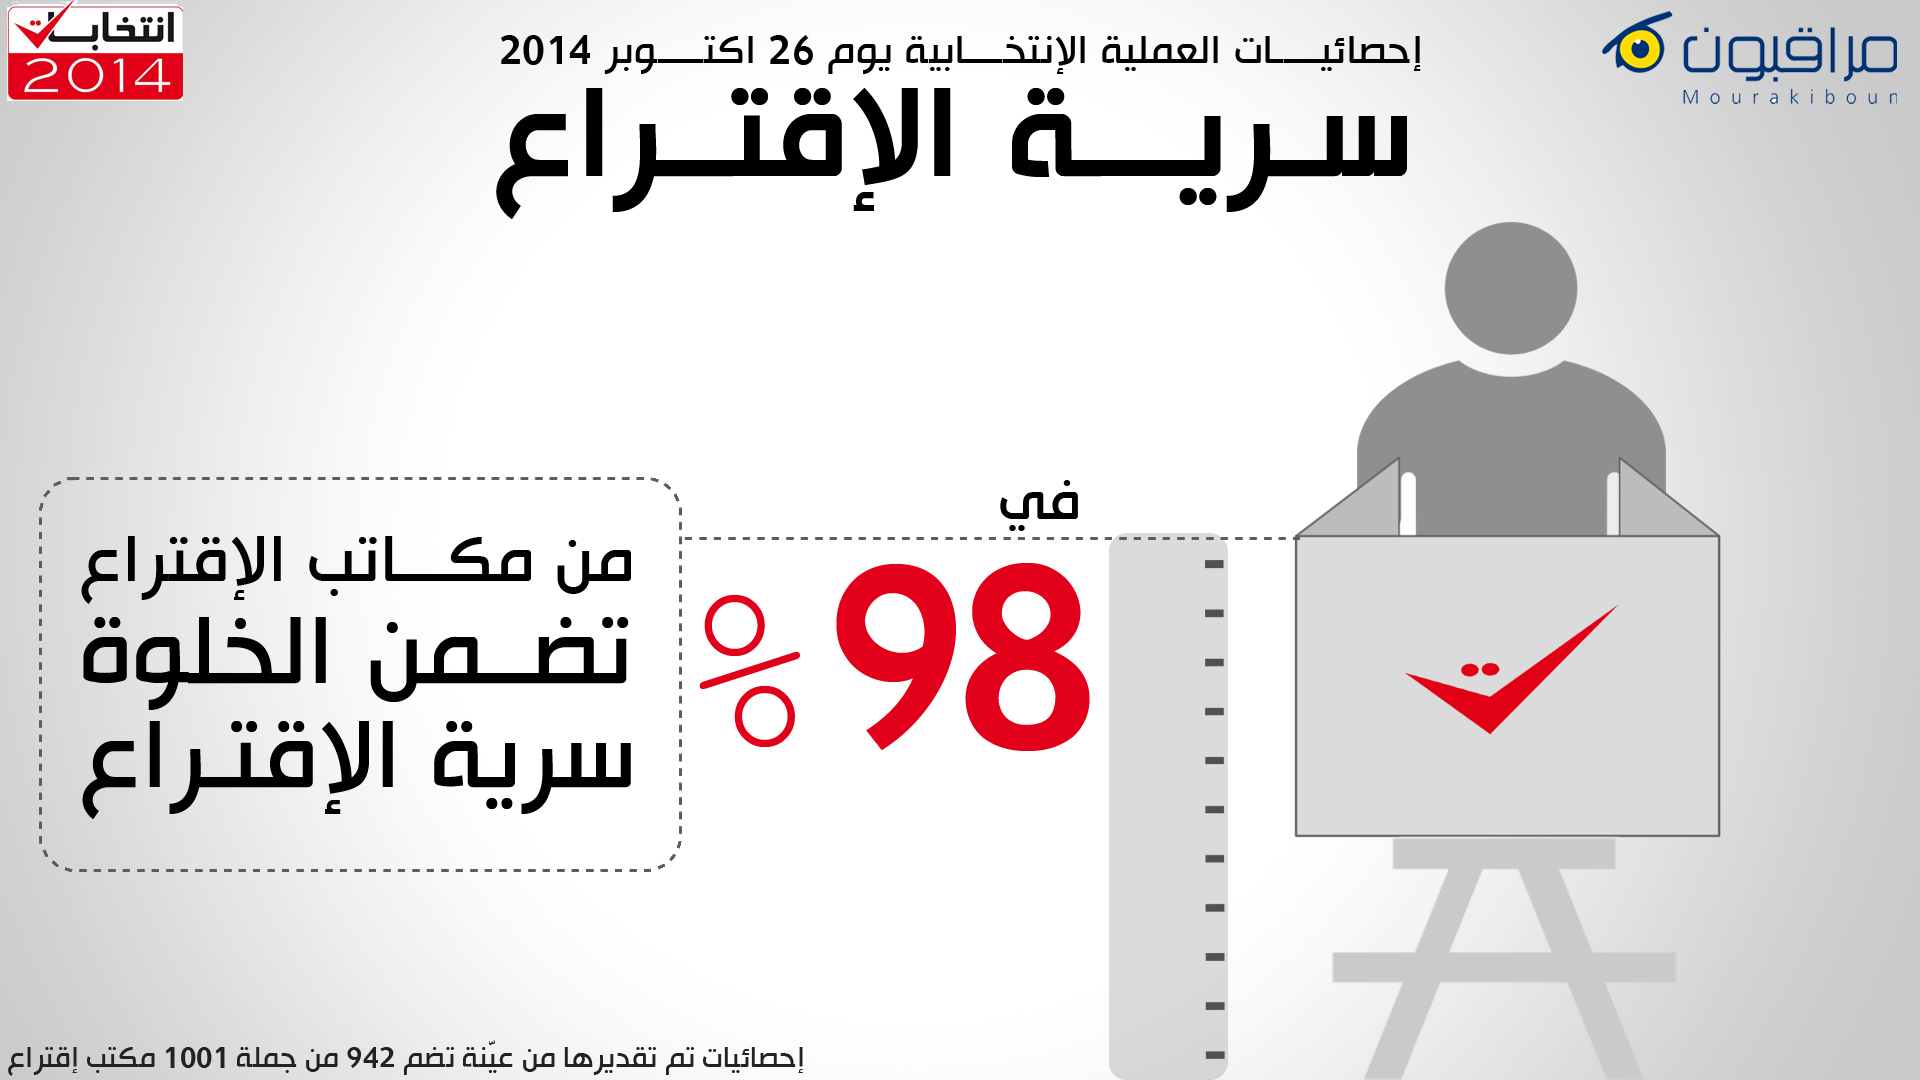 انتخابات
2014
مراقبون
Mourakiboun
إحصائيات العملية الإنتخابية يوم 26 اكتوبر 2014
سرية الإقتراع
في
98%
من مكاتب الإقتراع
تضمن الخلوة
سرية الإقتراع
إحصائيات تم تقديرها من عيّنة تضم 942 من جملة 1001 مكتب إقتراع